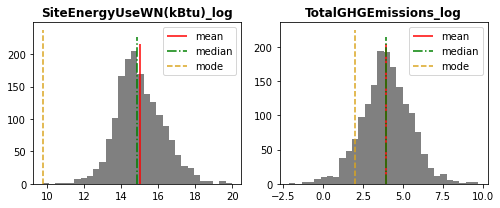 SiteEnergyUseWN(kBtu)_log
mean
median
mode
200
150
100
50
0
10 12 14 16 18 20
TotalGHGEmissions_log
mean
median
mode
200
150
100
50
0
−2.5 0.0 2.5 5.0 7.5 10.0